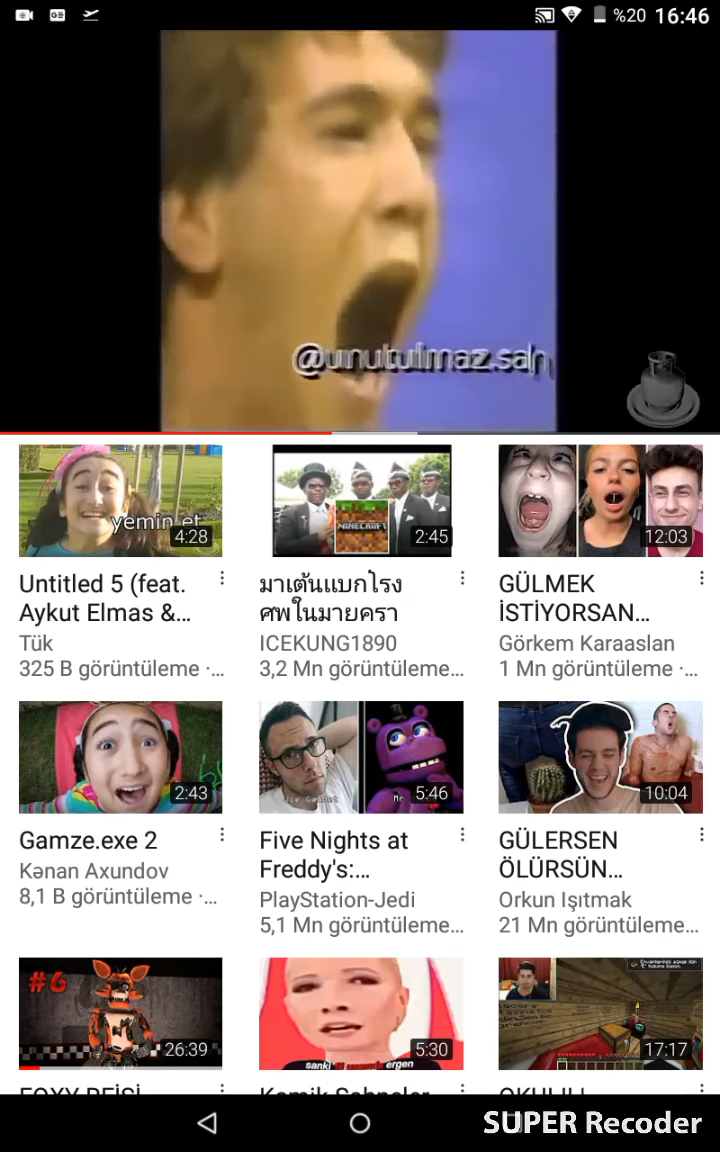 %20 16:46
@unutulmaz.sah
yemin et
4:28
MINECRAFT
2:45
12:03
Untitled 5 (feat.
Aykut Elmas &...
Tük
325 B görüntüleme ·...
มาเต้นแบกโรง
ศพในมายครา
ICEKUNG1890
3,2 Mn görüntüleme...
GÜLMEK
İSTİYORSAN...
Görkem Karaaslan
1 Mn görüntüleme ·...
2:43
5:46
10:04
Gamze.exe 2
Kənan Axundov
8,1 B görüntüleme ·...
Five Nights at
Freddy's:...
PlayStation-Jedi
5,1 Mn görüntüleme...
GÜLERSEN
ÖLÜRSÜN...
Orkun Işıtmak
21 Mn görüntüleme...
#6
26:39
5:30
17:17
SUPER Recoder